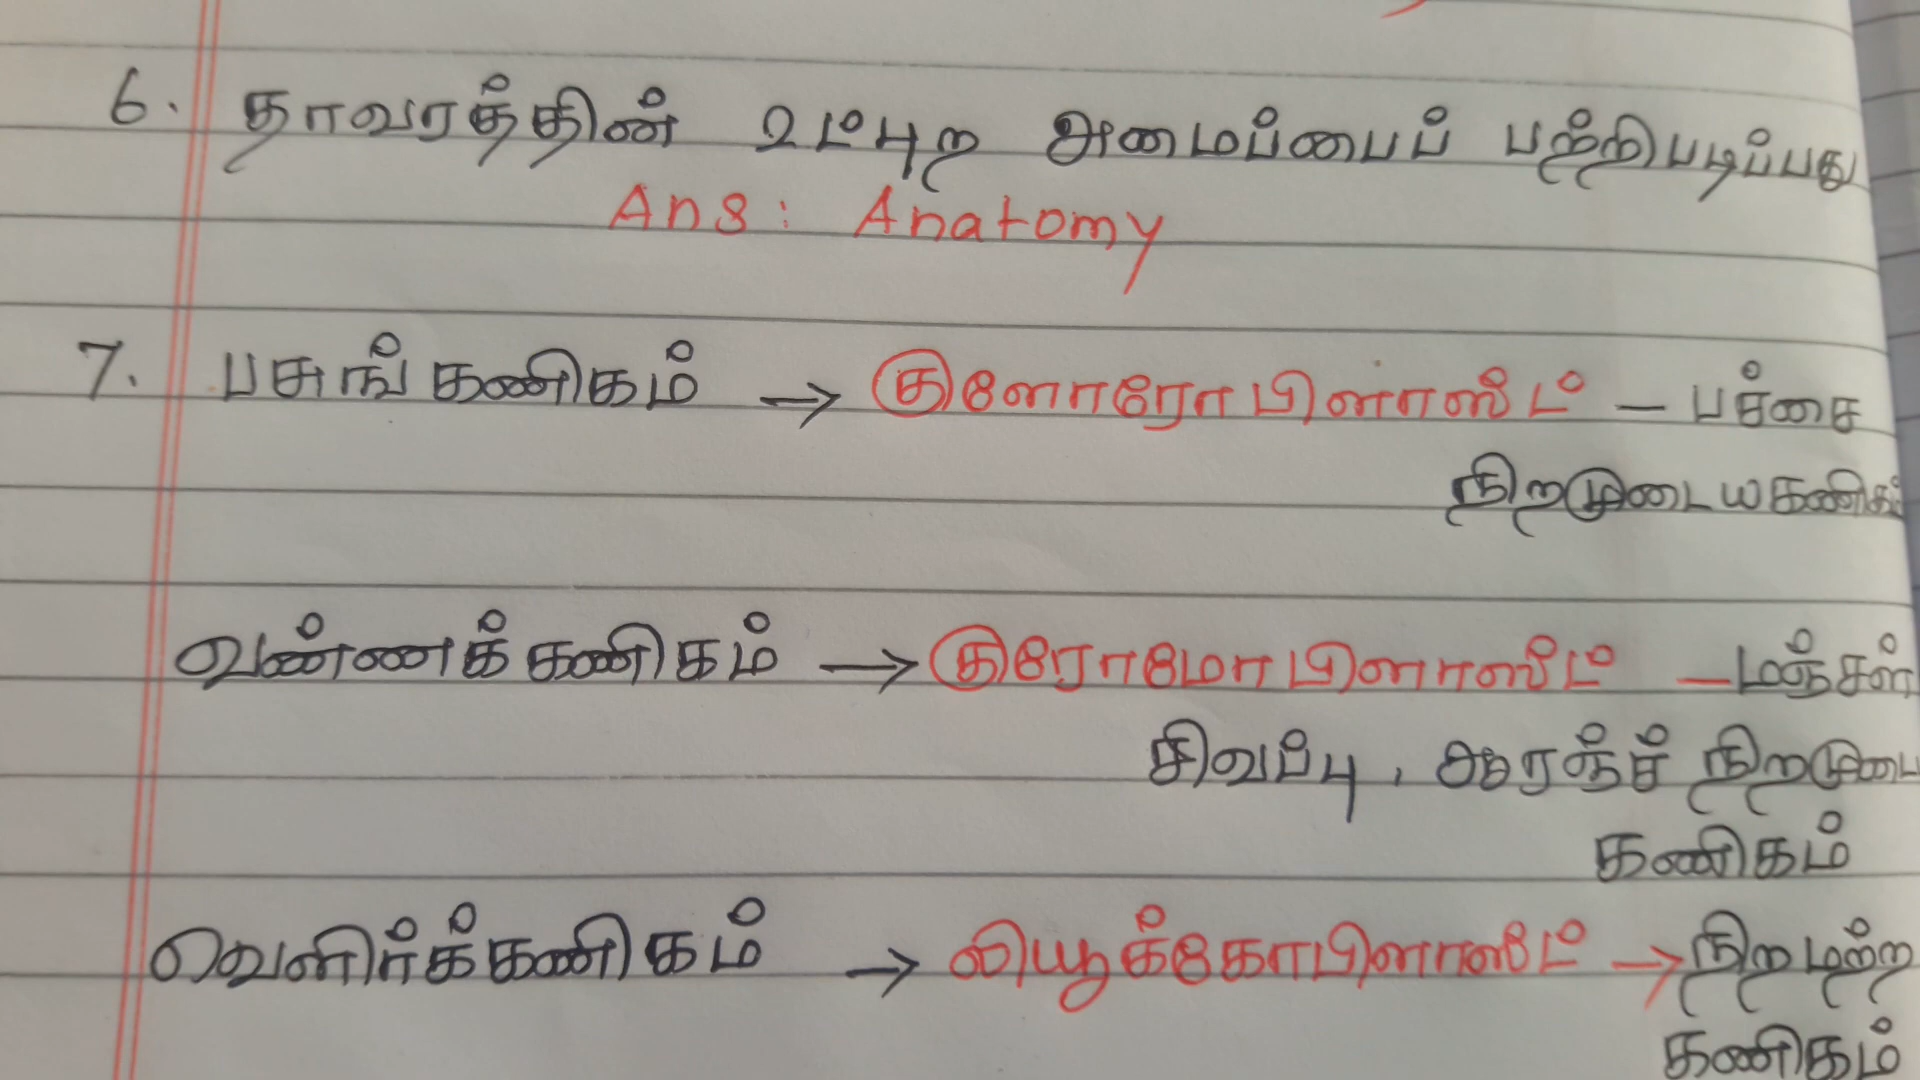 6. தாவரத்தின் உட்புற அமைப்பைப் பற்றி படிப்பது
Ans: Anatomy
7. பசுங்கணிகம் → குளோரோபிளாஸ்ட் – பச்சை
நிறமுடைய கணிகம்
வண்ணக்கணிகம் → குரோமோபிளாஸ்ட் – மஞ்சள்
சிவப்பு, ஆரஞ்ச் நிறமுடைய
கணிகம்
வெளிர்க்கணிகம் → லியூக்கோபிளாஸ்ட் → நிறமற்ற
கணிகம்